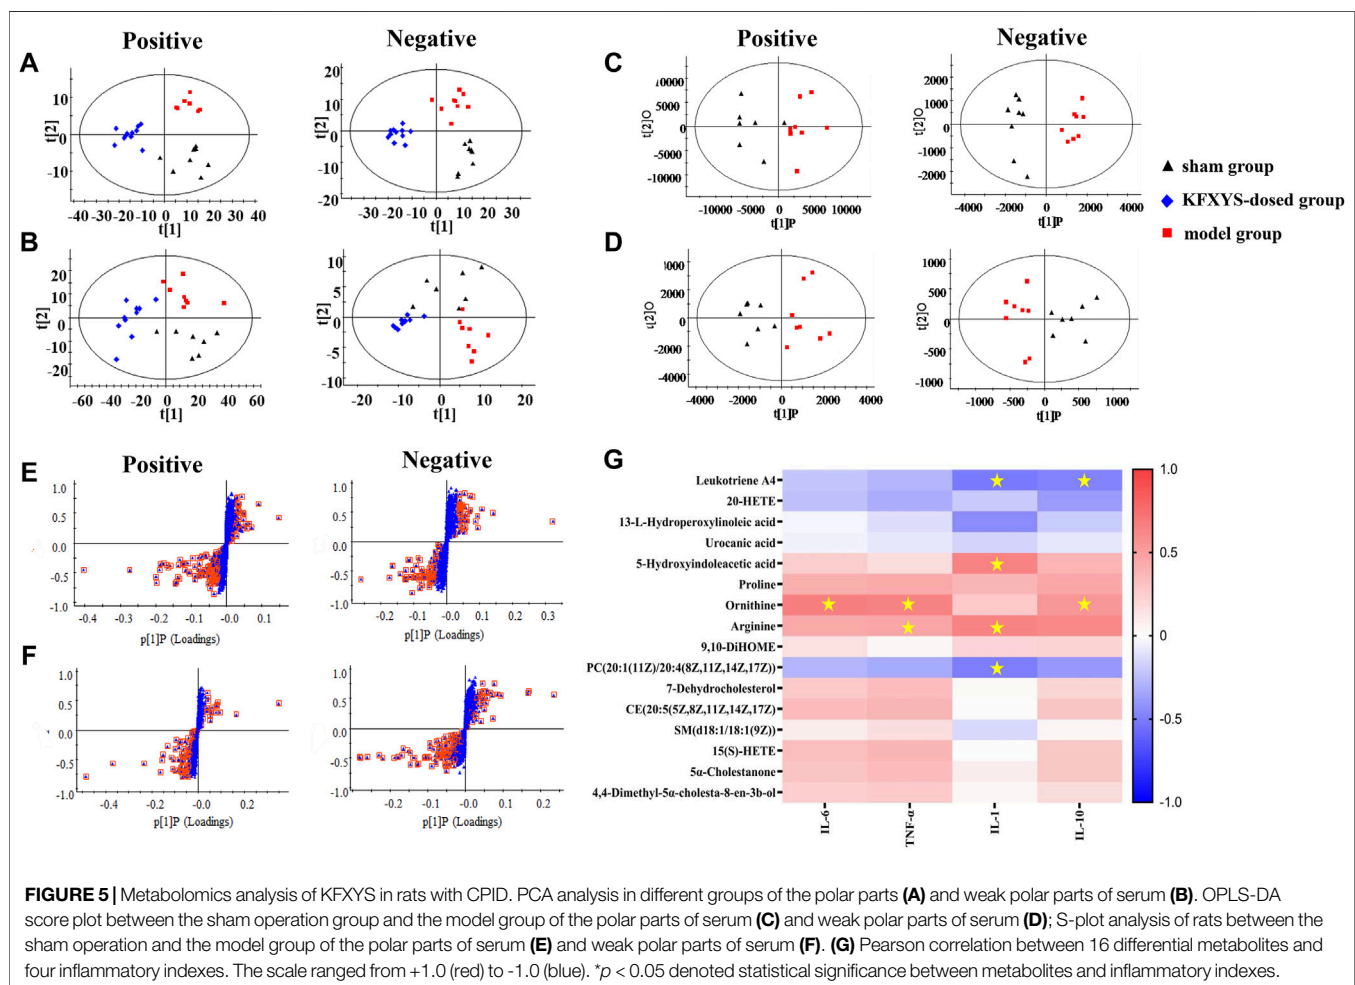 Positive
Negative
Positive
Negative
A
20
10
0
-10
t[2]
-40 -30 -20 -10 0 10 20 30 40
t[1]
20
10
0
-10
20
t[2]
-30 -20 -10 0 10 20 30
t[1]
C
10000
5000
0
-5000
-10000
t[2]O
-10000 -5000 0 5000 10000
t[1]P
2000
1000
0
-1000
-2000
t[2]O
-4000 -2000 0 2000 4000
t[1]P
▲ sham group
◆ KFXYS-dosed group
■ model group
B
20
10
0
-10
-20
t[2]
-60 -40 -20 0 20 40 60
t[1]
10
5
0
-5
-10
t[2]
-20 -10 0 10 20
t[1]
D
4000
2000
0
-2000
-4000
t[2]O
-4000 -2000 0 2000 4000
t[1]P
1000
500
0
-500
-1000
t[2]O
-1000 -500 0 500 1000
t[1]P
E
Positive
Negative
1.0
0.5
0.0
-0.5
-1.0
-0.4 -0.3 -0.2 -0.1 -0.0 0.1
p[1]P (Loadings)
1.0
0.5
0.0
-0.5
-1.0
-0.2 -0.1 -0.0 0.1 0.2 0.3
p[1]P (Loadings)
F
1.0
0.5
0.0
-0.5
-1.0
-0.4 -0.2 -0.0 0.2
p[1]P (Loadings)
1.0
0.5
0.0
-0.5
-1.0
-0.2 -0.1 -0.0 0.1 0.2
p[1]P (Loadings)
G
Leukotriene A4
20-HETE
13-L-Hydroperoxylinoleic acid
Urocanic acid
5-Hydroxyindoleacetic acid
Proline
Ornithine
Arginine
9,10-DiHOME
PC(20:1(11Z)/20:4(8Z,11Z,14Z,17Z))
7-Dehydrocholesterol
CE(20:5(5Z,8Z,11Z,14Z,17Z)
SM(d18:1/18:1(9Z))
15(S)-HETE
5α-Cholestanone
4,4-Dimethyl-5α-cholesta-8-en-3b-ol
IL-6
TNF-α
IL-1
IL-10
1.0
0.5
0
-0.5
-1.0
FIGURE 5 | Metabolomics analysis of KFXYS in rats with CPID. PCA analysis in different groups of the polar parts (A) and weak polar parts of serum (B). OPLS-DA
score plot between the sham operation group and the model group of the polar parts of serum (C) and weak polar parts of serum (D); S-plot analysis of rats between the
sham operation and the model group of the polar parts of serum (E) and weak polar parts of serum (F). (G) Pearson correlation between 16 differential metabolites and
four inflammatory indexes. The scale ranged from +1.0 (red) to -1.0 (blue). *p < 0.05 denoted statistical significance between metabolites and inflammatory indexes.